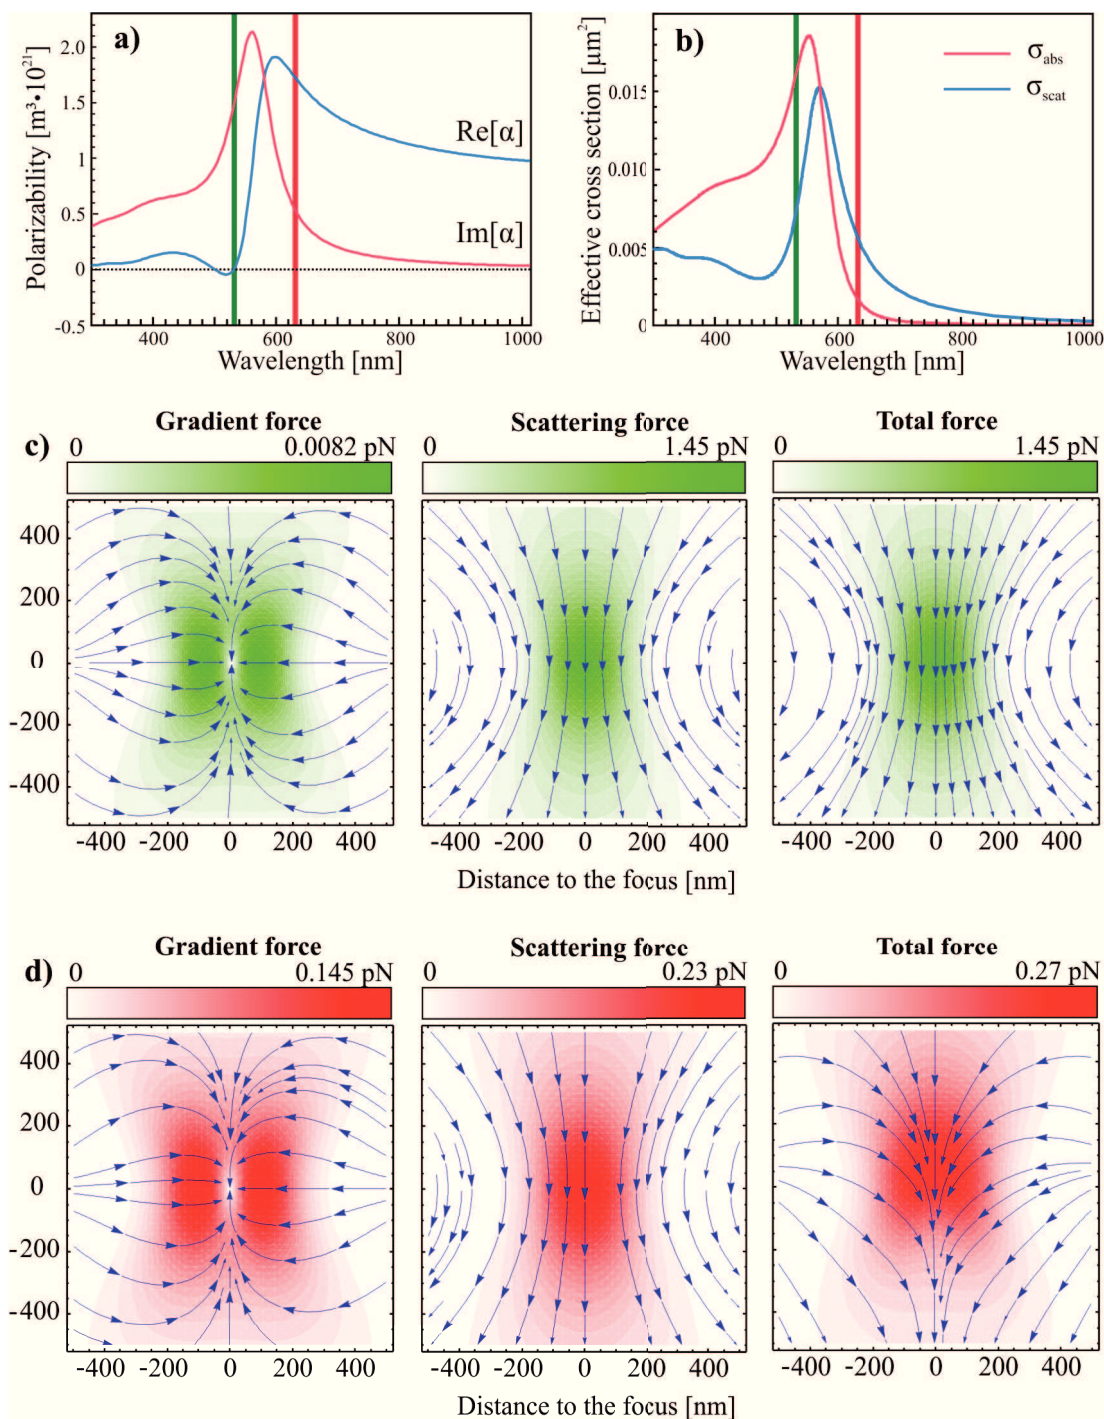 a)
Polarizability [m³•10²¹]
2.0
1.5
1
0.5
0
-0.5
Re[α]
Im[α]
400 600 800 1000
Wavelength [nm]
b)
Effective cross section [μm²]
0.015
0.010
0.005
0
σabs
σscat
400 600 800 1000
Wavelength [nm]
c)
Gradient force
0 0.0082 pN
Scattering force
0 1.45 pN
Total force
0 1.45 pN
400
200
0
-200
-400
-400 -200 0 200 400
-400 -200 0 200 400
-400 -200 0 200 400
Distance to the focus [nm]
d)
Gradient force
0 0.145 pN
Scattering force
0 0.23 pN
Total force
0 0.27 pN
400
200
0
-200
-400
-400 -200 0 200 400
-400 -200 0 200 400
-400 -200 0 200 400
Distance to the focus [nm]